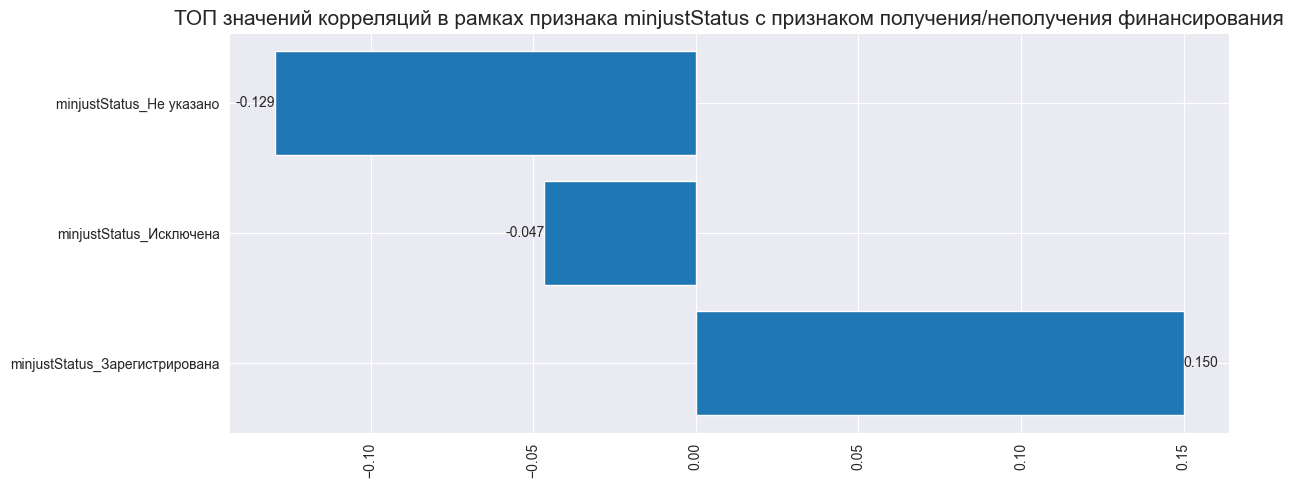 ТОП значений корреляций в рамках признака minjustStatus с признаком получения/неполучения финансирования
minjustStatus_Не указано
-0.129
minjustStatus_Исключена
-0.047
minjustStatus_Зарегистрирована
0.150
−0.10
−0.05
0.00
0.05
0.10
0.15